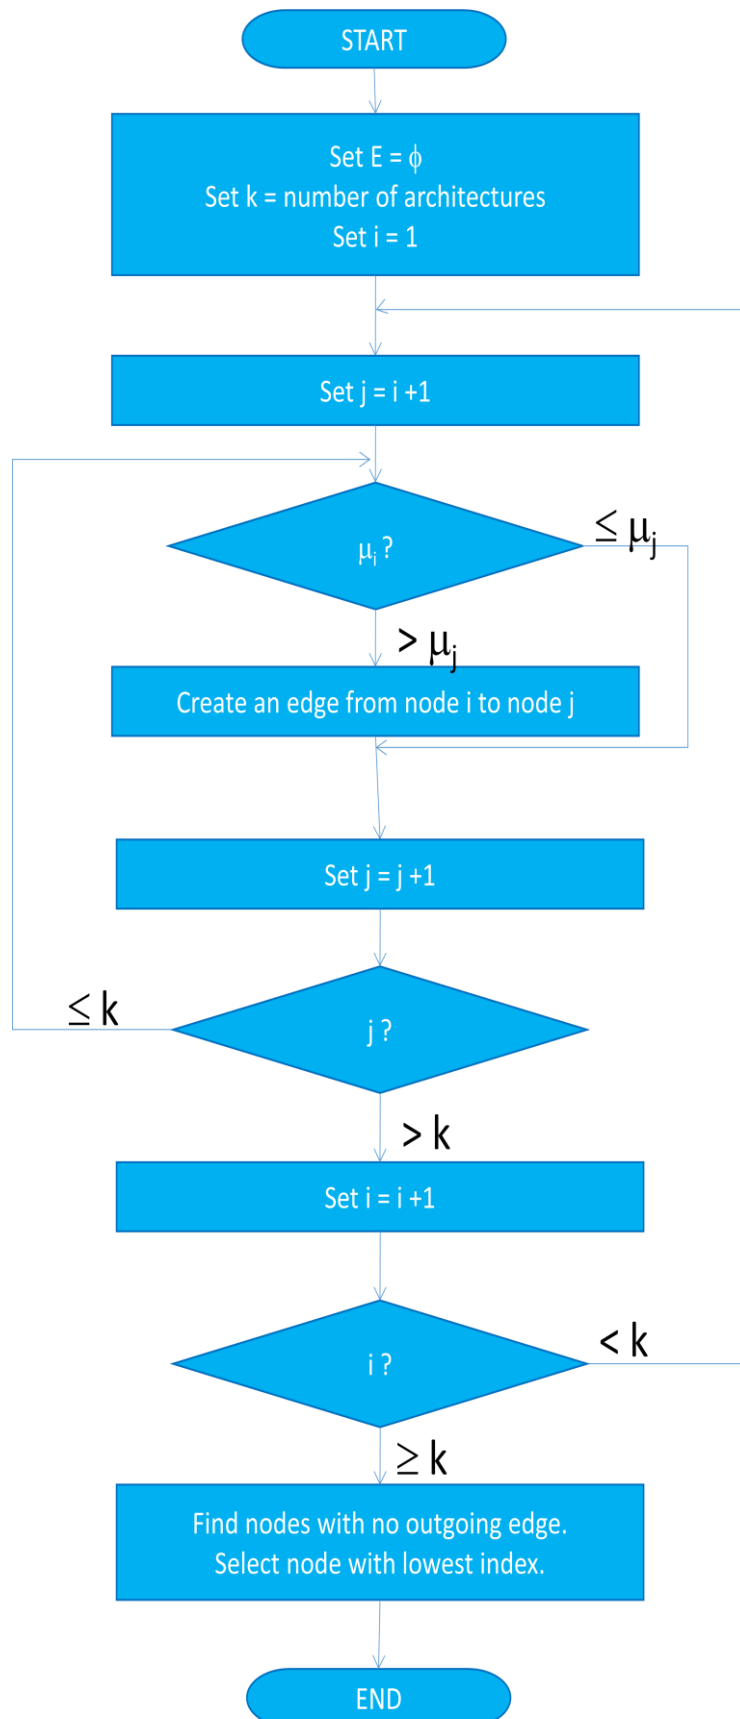 START
Set E = ϕ
Set k = number of architectures
Set i = 1
Set j = i +1
μi ?
≤ μj
> μj
Create an edge from node i to node j
Set j = j +1
≤ k
j ?
> k
Set i = i +1
i ?
< k
≥ k
Find nodes with no outgoing edge.
Select node with lowest index.
END